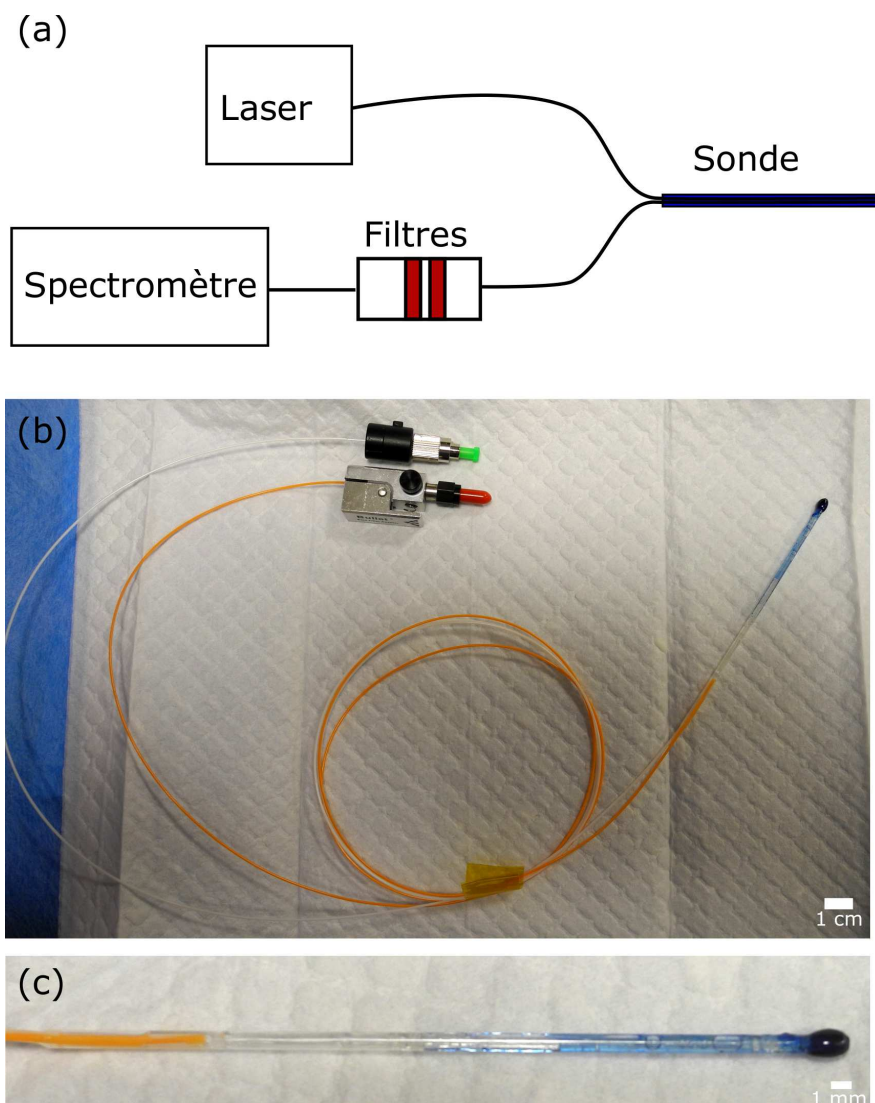 (a)
Laser
Sonde
Filtres
Spectromètre
(b)
1 cm
(c)
1 mm